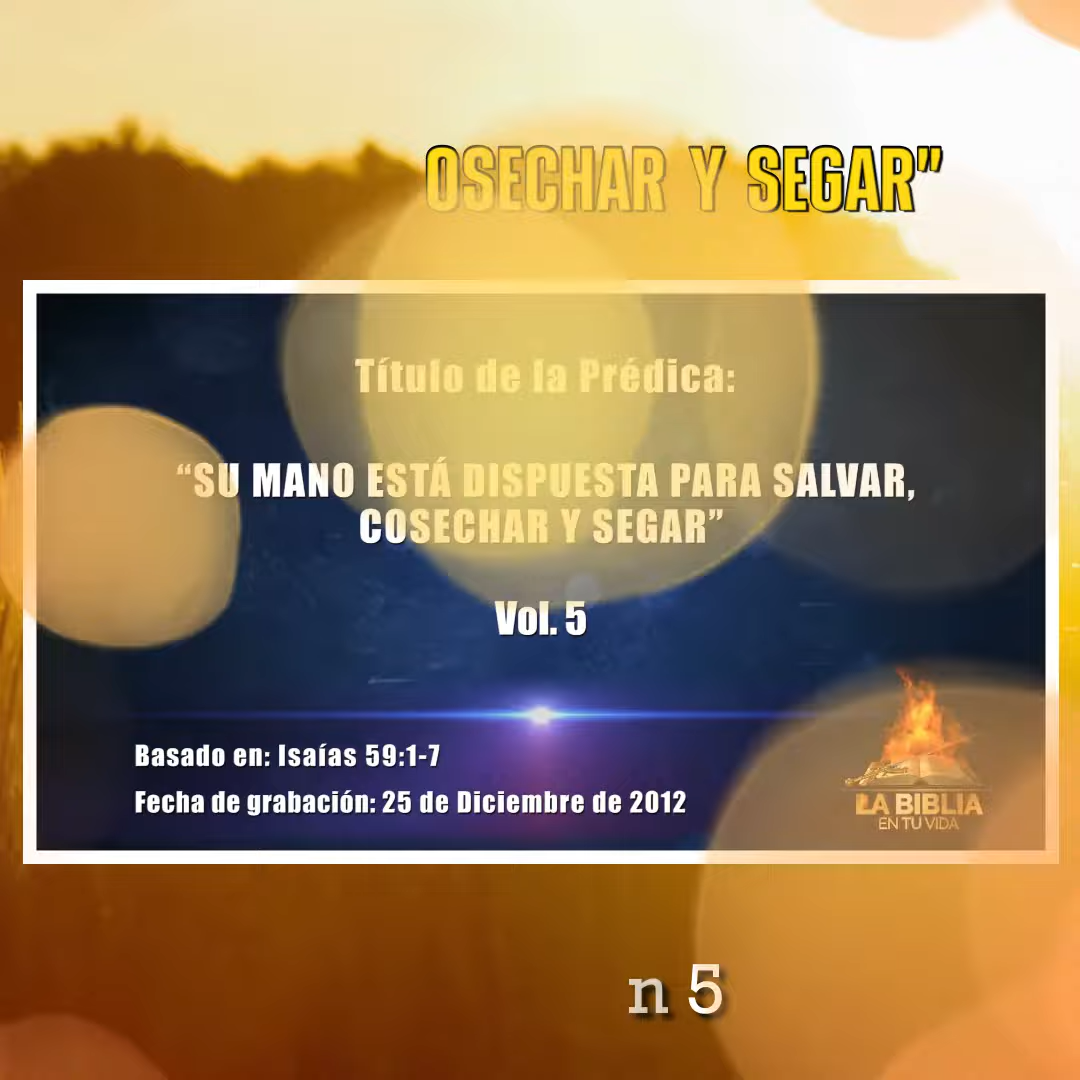 OSECHAR Y SEGAR"
Título de la Prédica:
“SU MANO ESTÁ DISPUESTA PARA SALVAR,
COSECHAR Y SEGAR”
Vol. 5
Basado en: Isaías 59:1-7
Fecha de grabación: 25 de Diciembre de 2012
LA BIBLIA
EN TU VIDA
n 5